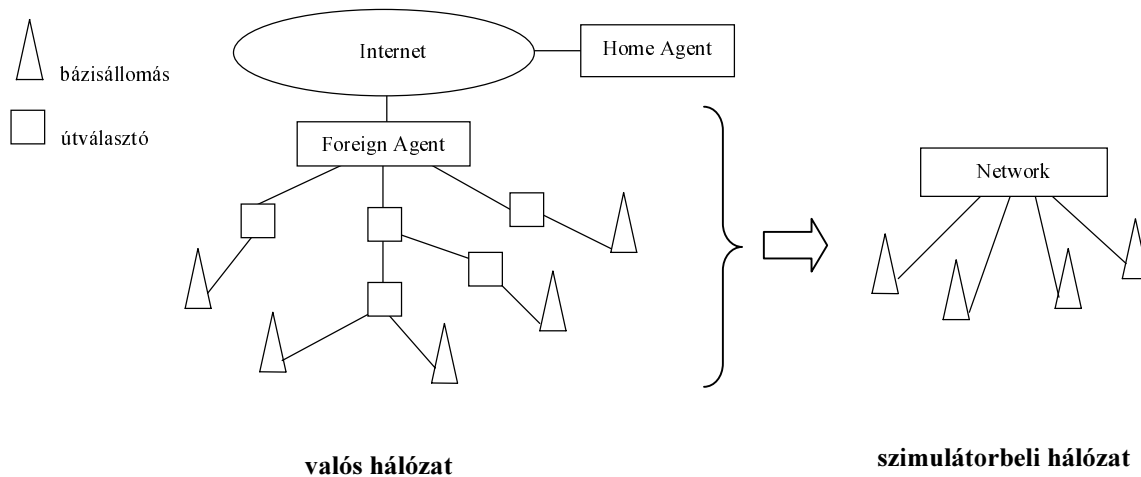 Internet
Home Agent
bázisállomás
útválasztó
Foreign Agent
Network
valós hálózat
szimulátorbeli hálózat